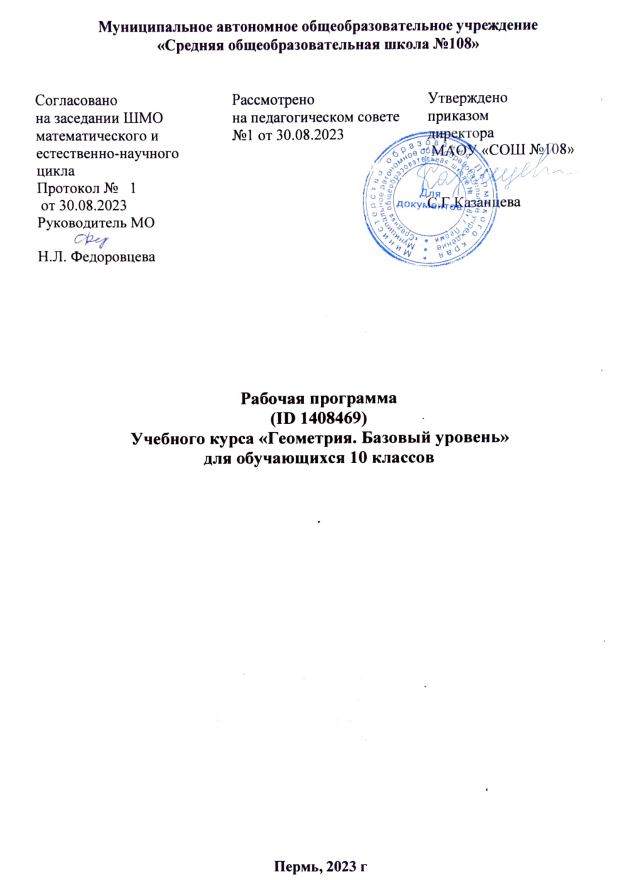 Муниципальное автономное общеобразовательное учреждение
«Средняя общеобразовательная школа №108»
Согласовано
на заседании ШМО
математического и
естественно-научного
цикла
Протокол № 1
от 30.08.2023
Руководитель МО
Н.Л. Федоровцева
Рассмотрено
на педагогическом совете
№1 от 30.08.2023
Утверждено
приказом
директора
МАОУ «СОШ №108»
С.Г.Казанцева
Для
документов
Рабочая программа
(ID 1408469)
Учебного курса «Геометрия. Базовый уровень»
для обучающихся 10 классов
Пермь, 2023 г